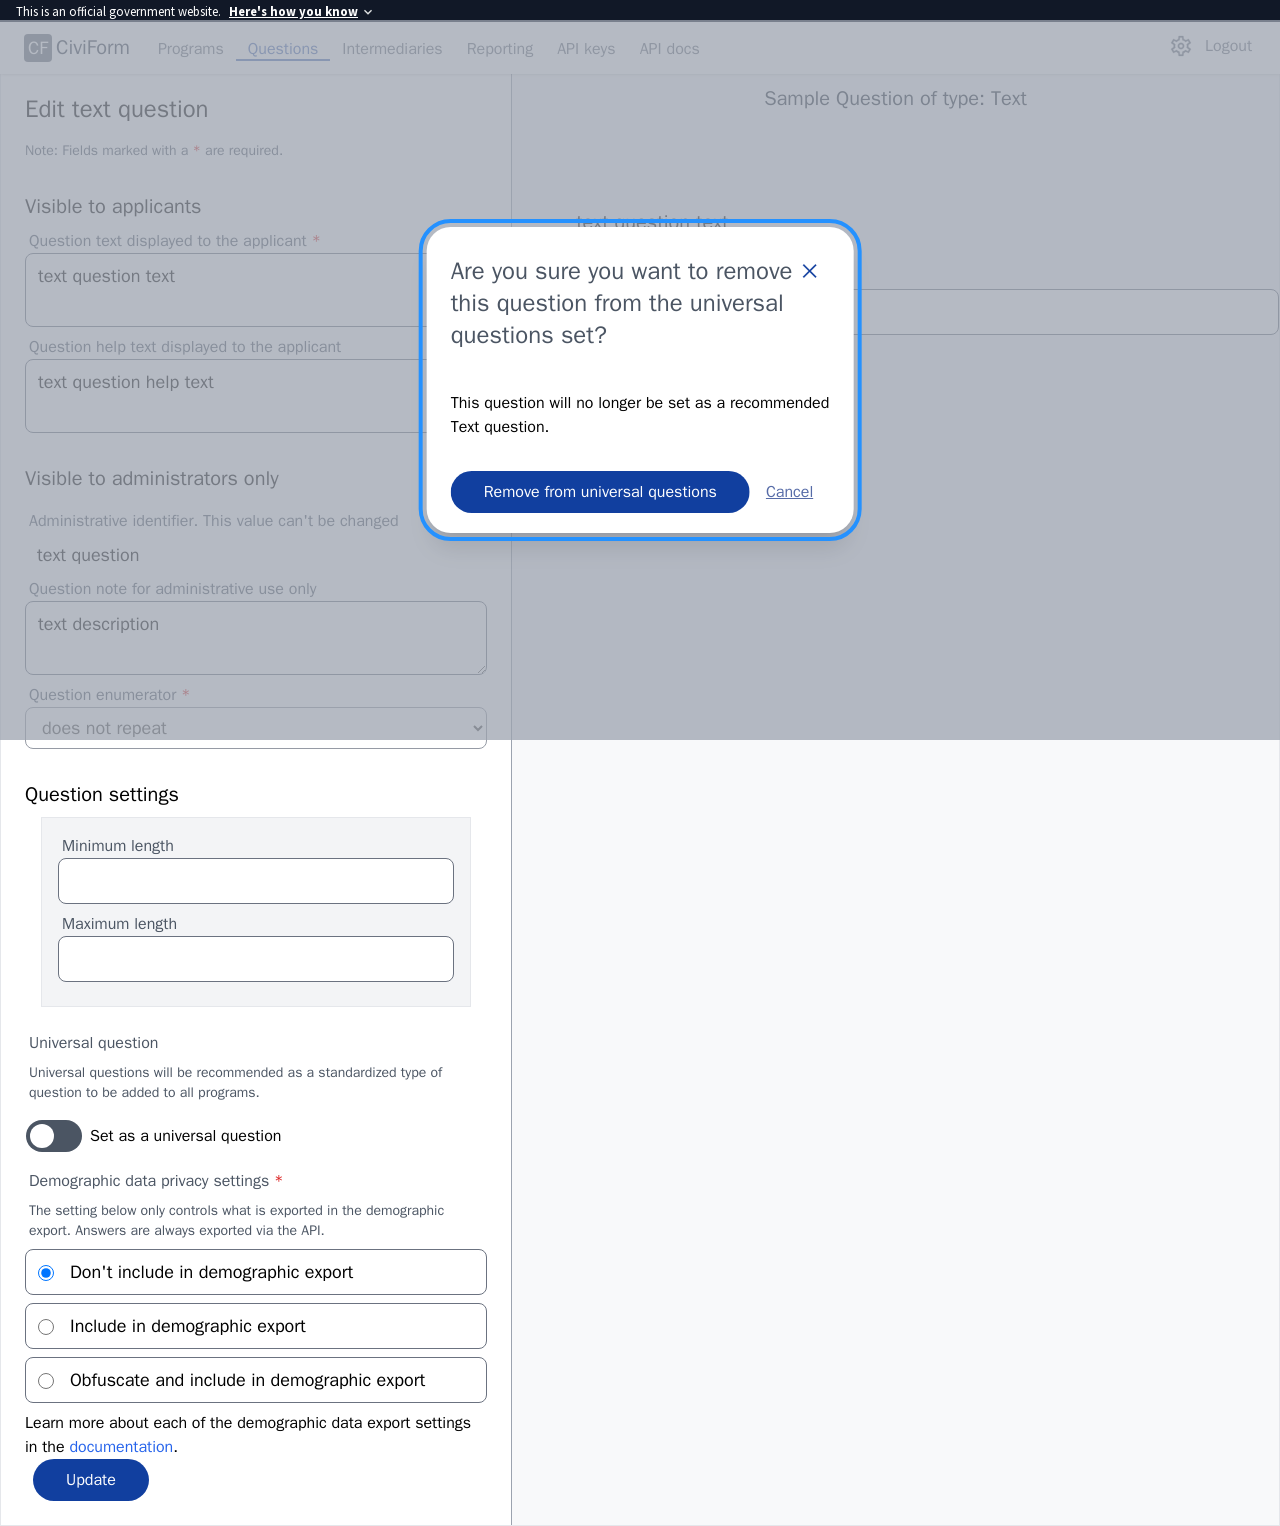 This is an official government website. Here's how you know
CF CiviForm Programs Questions Intermediaries Reporting API keys API docs Logout
Edit text question
Note: Fields marked with a * are required.
Visible to applicants
Question text displayed to the applicant *
text question text
Question help text displayed to the applicant
text question help text
Visible to administrators only
Administrative identifier. This value can't be changed
text question
Question note for administrative use only
text description
Question enumerator *
does not repeat
Question settings
Minimum length
Maximum length
Universal question
Universal questions will be recommended as a standardized type of
question to be added to all programs.
Set as a universal question
Demographic data privacy settings *
The setting below only controls what is exported in the demographic
export. Answers are always exported via the API.
Don't include in demographic export
Include in demographic export
Obfuscate and include in demographic export
Learn more about each of the demographic data export settings
in the documentation.
Update
Sample Question of type: Text
text question text
Are you sure you want to remove
this question from the universal
questions set?
This question will no longer be set as a recommended
Text question.
Remove from universal questions Cancel